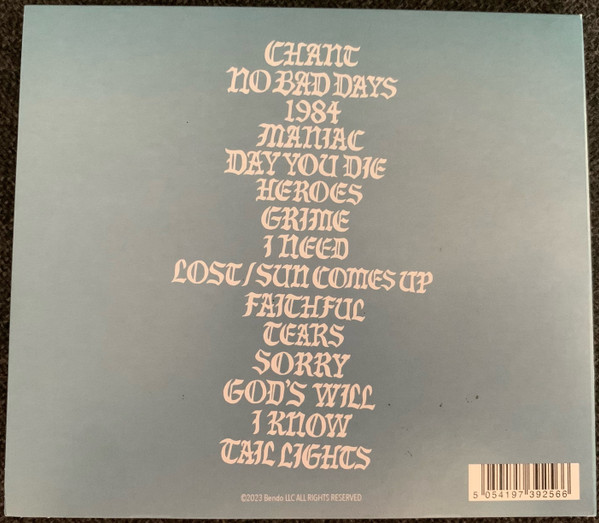 CHANT
NO BAD DAYS
1984
MANIAC
DAY YOU DIE
HEROES
GRIME
I NEED
LOST / SUN COMES UP
FAITHFUL
TEARS
SORRY
GOD'S WILL
I KNOW
TAIL LIGHTS
©2023 Bendo LLC ALL RIGHTS RESERVED
5 054197 392566